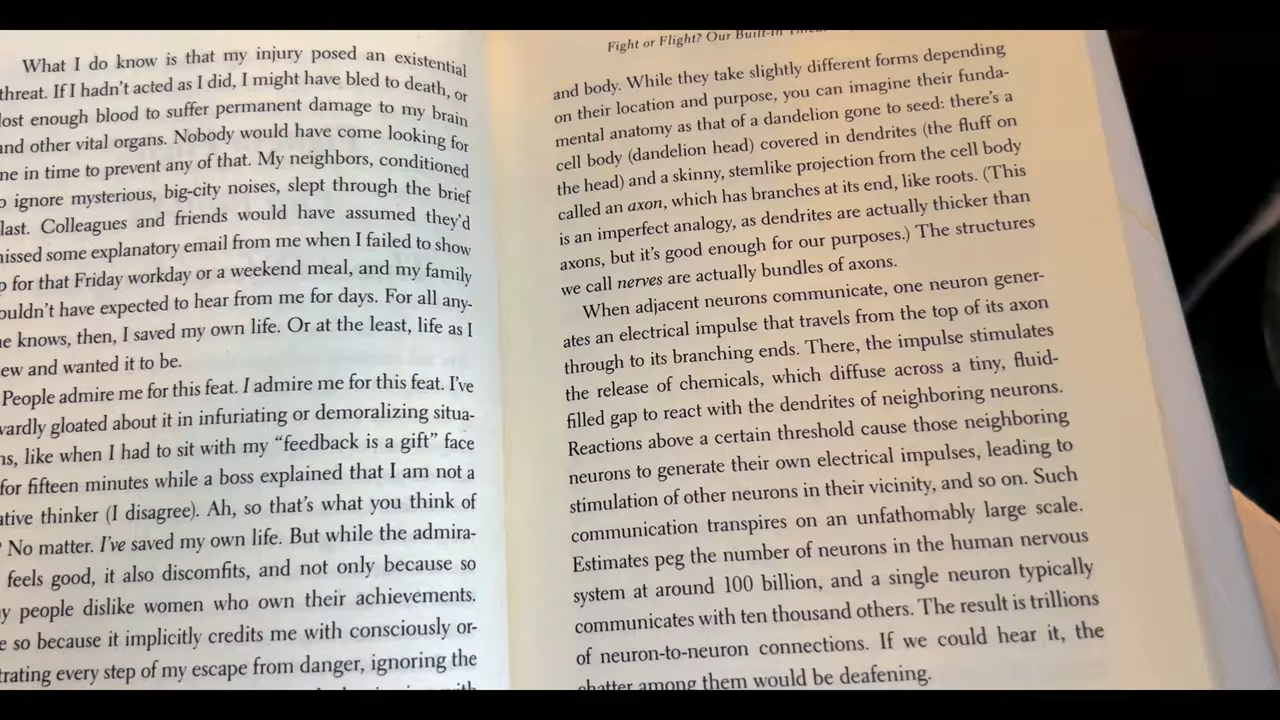 What I do know is that my injury posed an existential
threat. If I hadn't acted as I did, I might have bled to death, or
lost enough blood to suffer permanent damage to my brain
and other vital organs. Nobody would have come looking for
me in time to prevent any of that. My neighbors, conditioned
ignore mysterious, big-city noises, slept through the brief
last. Colleagues and friends would have assumed they'd
missed some explanatory email from me when I failed to show
for that Friday workday or a weekend meal, and my family
ouldn't have expected to hear from me for days. For all any-
knows, then, I saved my own life. Or at the least, life as I
ew and wanted it to be.
People admire me for this feat. I admire me for this feat. I've
wardly gloated about it in infuriating or demoralizing situa-
ns, like when I had to sit with my "feedback is a gift" face
for fifteen minutes while a boss explained that I am not a
ative thinker (I disagree). Ah, so that's what you think of
? No matter. I've saved my own life. But while the admira-
feels good, it also discomfits, and not only because so
y people dislike women who own their achievements.
so because it implicitly credits me with consciously or-
trating every step of my escape from danger, ignoring the
Fight or Flight? Our Built-In
and body. While they take slightly different forms depending
on their location and purpose, you can imagine their funda-
mental anatomy as that of a dandelion gone to seed: there's a
cell body (dandelion head) covered in dendrites (the fluff on
the head) and a skinny, stemlike projection from the cell body
called an axon, which has branches at its end, like roots. (This
is an imperfect analogy, as dendrites are actually thicker than
axons, but it's good enough for our purposes.) The structures
we call nerves are actually bundles of axons.
When adjacent neurons communicate, one neuron gener-
ates an electrical impulse that travels from the top of its axon
through to its branching ends. There, the impulse stimulates
the release of chemicals, which diffuse across a tiny, fluid-
filled gap to react with the dendrites of neighboring neurons.
Reactions above a certain threshold cause those neighboring
neurons to generate their own electrical impulses, leading to
stimulation of other neurons in their vicinity, and so on. Such
communication transpires on an unfathomably large scale.
Estimates peg the number of neurons in the human nervous
system at around 100 billion, and a single neuron typically
communicates with ten thousand others. The result is trillions
of neuron-to-neuron connections. If we could hear it, the
chatter among them would be deafening.